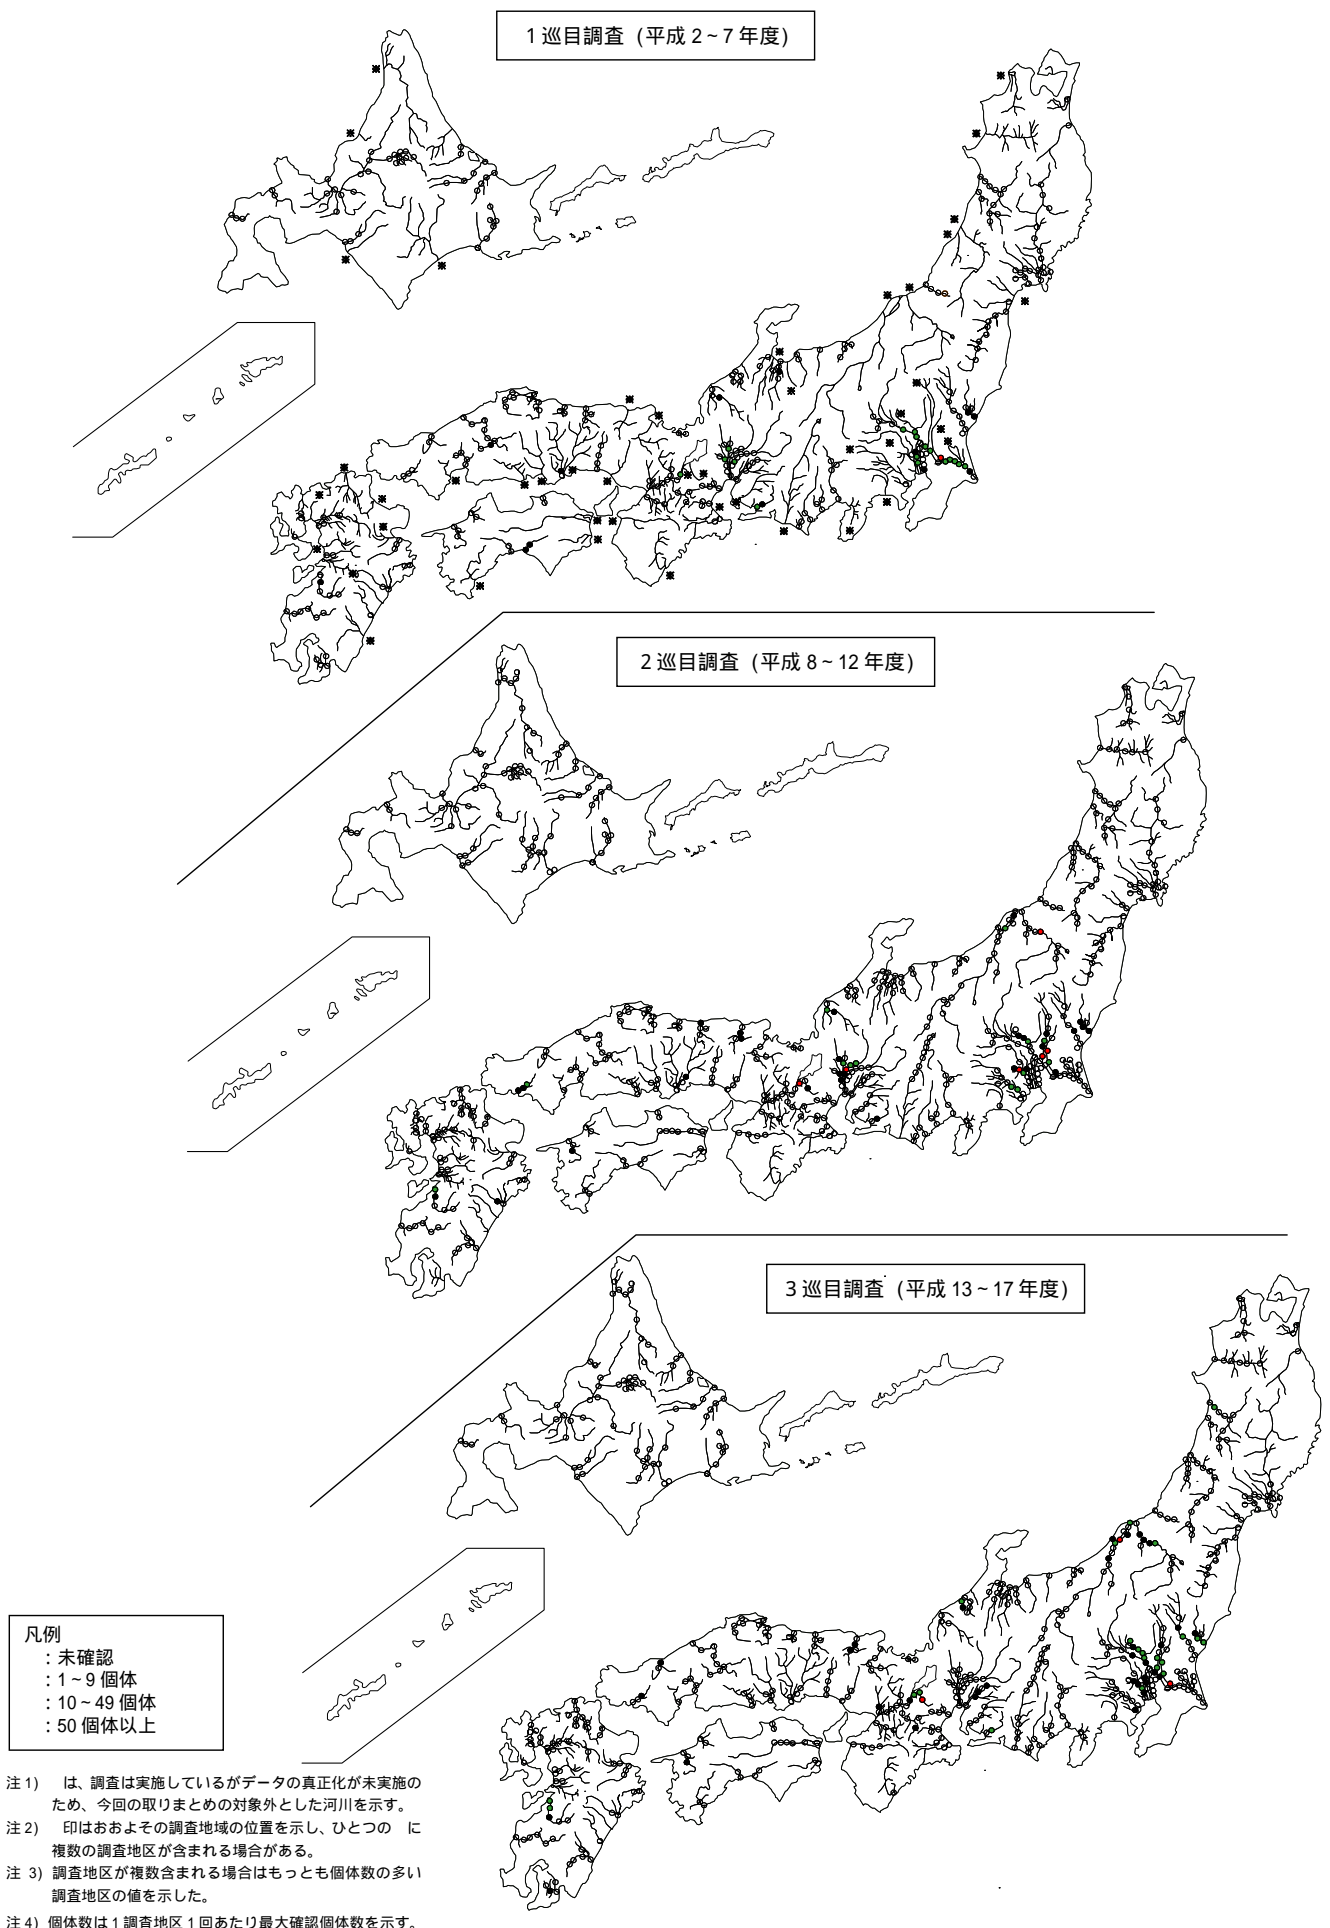 1巡目調査 (平成2~7年度)
2巡目調査 (平成8~12年度)
3巡目調査 (平成13~17年度)
凡例
:未確認
:1~9個体
:10~49個体
:50個体以上
注1) は、調査は実施しているがデータの真正化が未実施の
ため、今回の取りまとめの対象外とした河川を示す。
注2) 印はおおよその調査地域の位置を示し、ひとつの に
複数の調査地区が含まれる場合がある。
注 3) 調査地区が複数含まれる場合はもっとも個体数の多い
調査地区の値を示した。
注4) 個体数は1調査地区1回あたり最大確認個体数を示す。